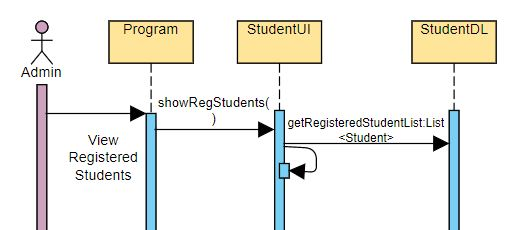 Program
StudentUI
StudentDL
Admin
showRegStudents(
)
getRegisteredStudentList:List
<Student>
View
Registered
Students